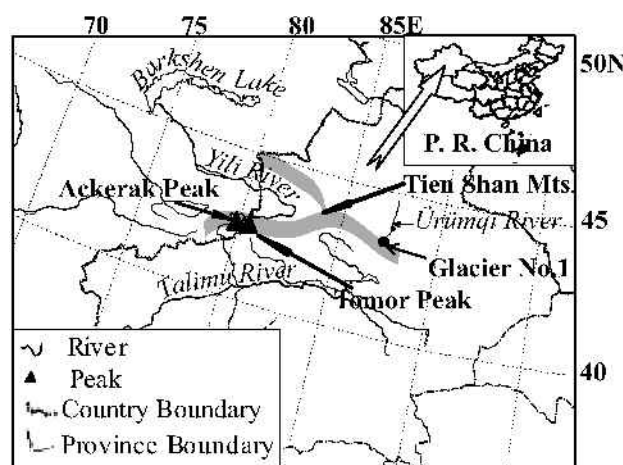 70
75
80
85E
50N
Barkshen Lake
P. R. China
Yili River
Ackerak Peak
Tien Shan Mts.
Urumqi River
45
Glacier No.1
Talimu River
Tomor Peak
40
River
Peak
Country Boundary
Province Boundary